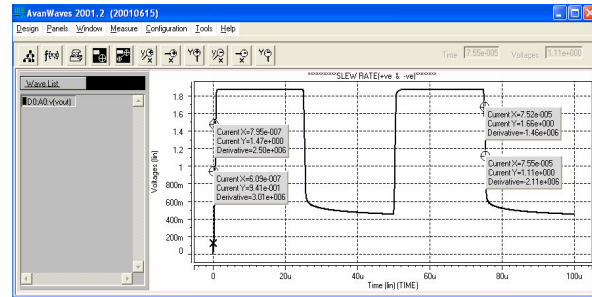 AvanWaves 2001.2 (20010615)
Design Panels Window Measure Configuration Tools Help
Time 7.55e-005 Voltages 1.11e+000
Wave List
D0:A0:v(vout)
**********SLEW RATE(+ve & -ve)********
Voltages (lin)
1.8
1.6
1.4
1.2
1
800m
600m
400m
200m
0
Current X=7.95e-007
Current Y=1.47e+000
Derivative=2.50e+006
Current X=6.09e-007
Current Y=9.41e-001
Derivative=3.01e+006
Current X=7.52e-005
Current Y=1.66e+000
Derivative=-1.46e+006
Current X=7.55e-005
Current Y=1.11e+000
Derivative=-2.11e+006
0 20u 40u 60u 80u 100u
Time (lin) (TIME)